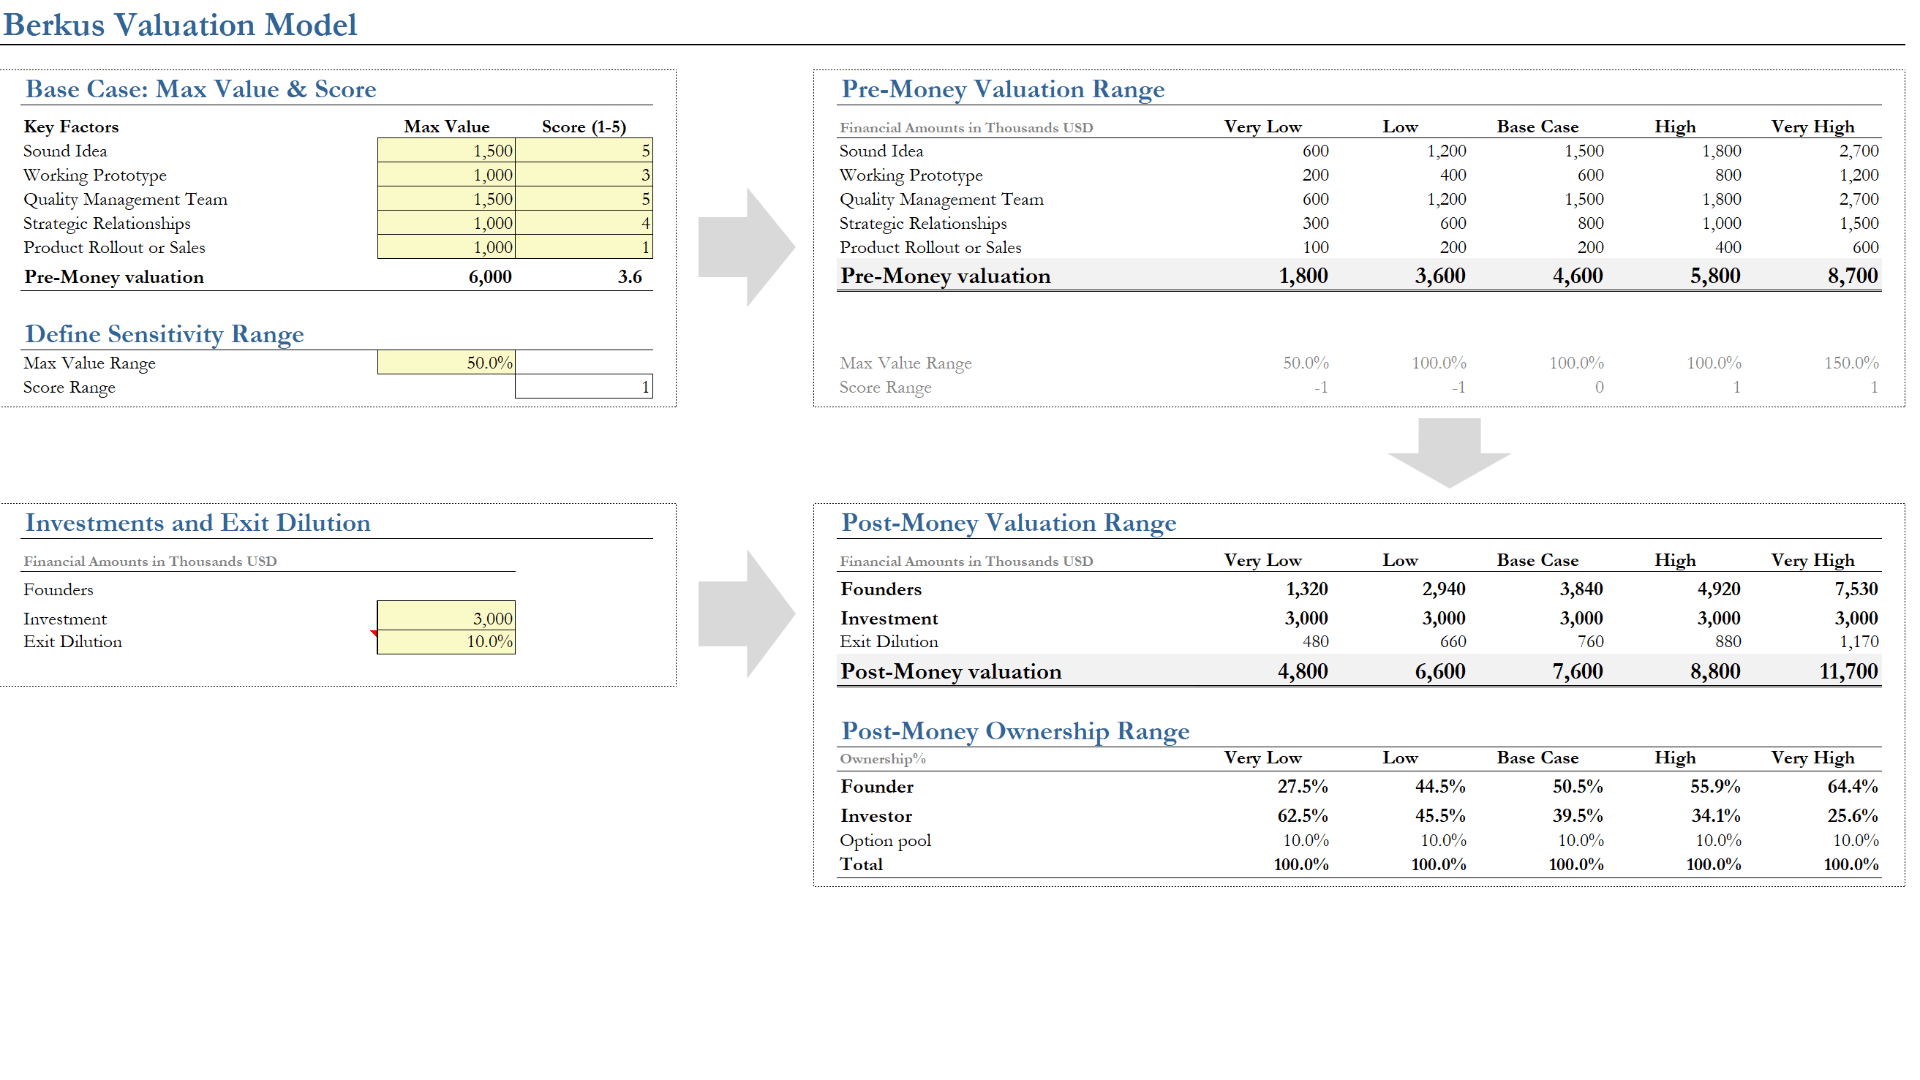 Berkus Valuation Model
Base Case: Max Value & Score
Key Factors Max Value Score (1-5)
Sound Idea 1,500 5
Working Prototype 1,000 3
Quality Management Team 1,500 5
Strategic Relationships 1,000 4
Product Rollout or Sales 1,000 1
Pre-Money valuation 6,000 3.6
Define Sensitivity Range
Max Value Range 50.0%
Score Range 1
Pre-Money Valuation Range
Financial Amounts in Thousands USD Very Low Low Base Case High Very High
Sound Idea 600 1,200 1,500 1,800 2,700
Working Prototype 200 400 600 800 1,200
Quality Management Team 600 1,200 1,500 1,800 2,700
Strategic Relationships 300 600 800 1,000 1,500
Product Rollout or Sales 100 200 200 400 600
Pre-Money valuation 1,800 3,600 4,600 5,800 8,700
Max Value Range 50.0% 100.0% 100.0% 100.0% 150.0%
Score Range -1 -1 0 1 1
Investments and Exit Dilution
Financial Amounts in Thousands USD
Founders
Investment 3,000
Exit Dilution 10.0%
Post-Money Valuation Range
Financial Amounts in Thousands USD Very Low Low Base Case High Very High
Founders 1,320 2,940 3,840 4,920 7,530
Investment 3,000 3,000 3,000 3,000 3,000
Exit Dilution 480 660 760 880 1,170
Post-Money valuation 4,800 6,600 7,600 8,800 11,700
Post-Money Ownership Range
Ownership% Very Low Low Base Case High Very High
Founder 27.5% 44.5% 50.5% 55.9% 64.4%
Investor 62.5% 45.5% 39.5% 34.1% 25.6%
Option pool 10.0% 10.0% 10.0% 10.0% 10.0%
Total 100.0% 100.0% 100.0% 100.0% 100.0%